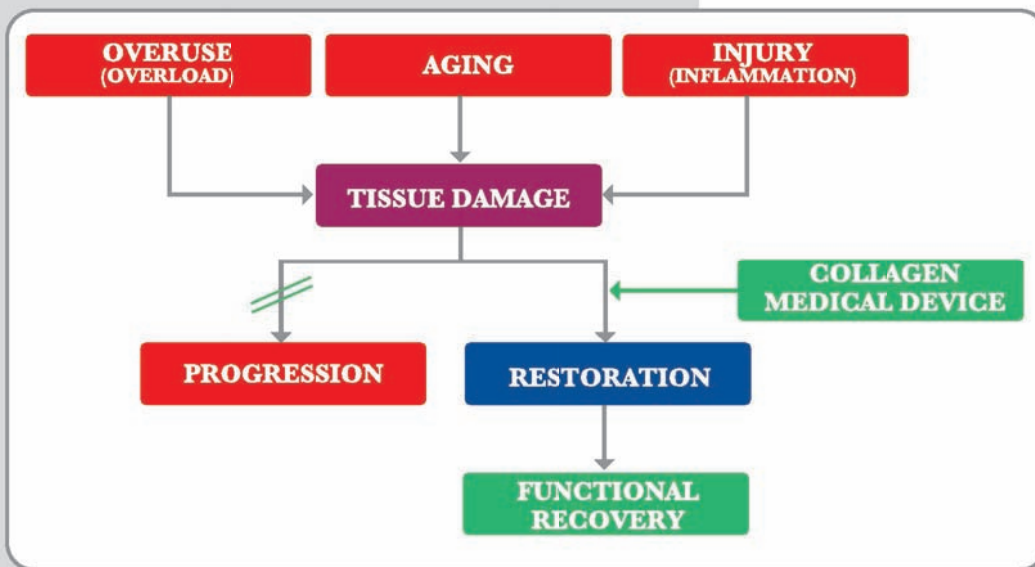 OVERUSE
(OVERLOAD)
AGING
INJURY
(INFLAMMATION)
TISSUE DAMAGE
COLLAGEN
MEDICAL DEVICE
PROGRESSION
RESTORATION
FUNCTIONAL
RECOVERY